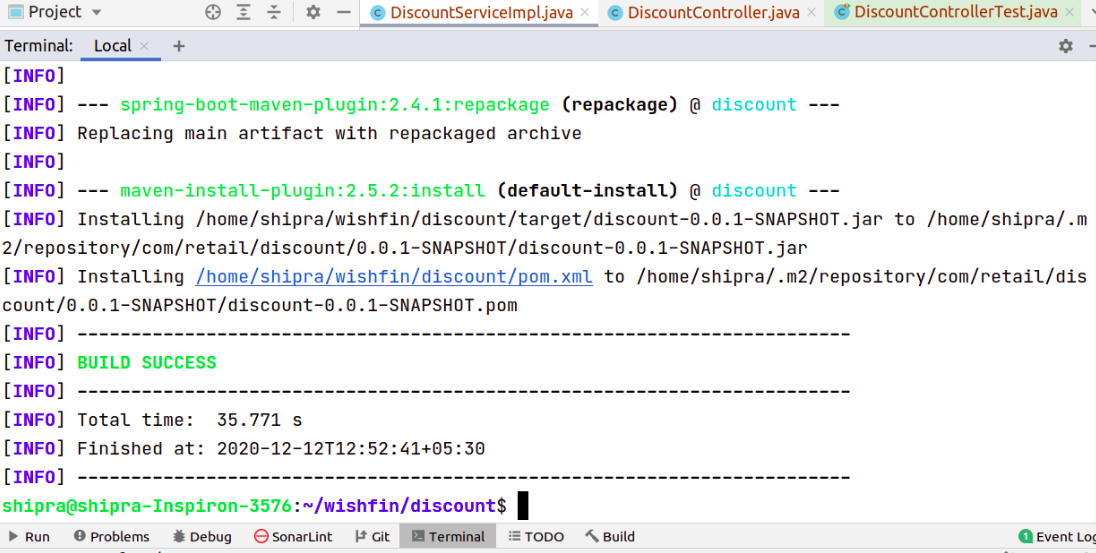 Project DiscountServiceImpl.java DiscountController.java DiscountControllerTest.java
Terminal: Local
[INFO]
[INFO] --- spring-boot-maven-plugin:2.4.1:repackage (repackage) @ discount ---
[INFO] Replacing main artifact with repackaged archive
[INFO]
[INFO] --- maven-install-plugin:2.5.2:install (default-install) @ discount ---
[INFO] Installing /home/shipra/wishfin/discount/target/discount-0.0.1-SNAPSHOT.jar to /home/shipra/.m
2/repository/com/retail/discount/0.0.1-SNAPSHOT/discount-0.0.1-SNAPSHOT.jar
[INFO] Installing /home/shipra/wishfin/discount/pom.xml to /home/shipra/.m2/repository/com/retail/dis
count/0.0.1-SNAPSHOT/discount-0.0.1-SNAPSHOT.pom
[INFO] ------------------------------------------------------------------------
[INFO] BUILD SUCCESS
[INFO] ------------------------------------------------------------------------
[INFO] Total time:  35.771 s
[INFO] Finished at: 2020-12-12T12:52:41+05:30
[INFO] ------------------------------------------------------------------------
shipra@shipra-Inspiron-3576:~/wishfin/discount$
Run Problems Debug SonarLint Git Terminal TODO Build 1 Event Log